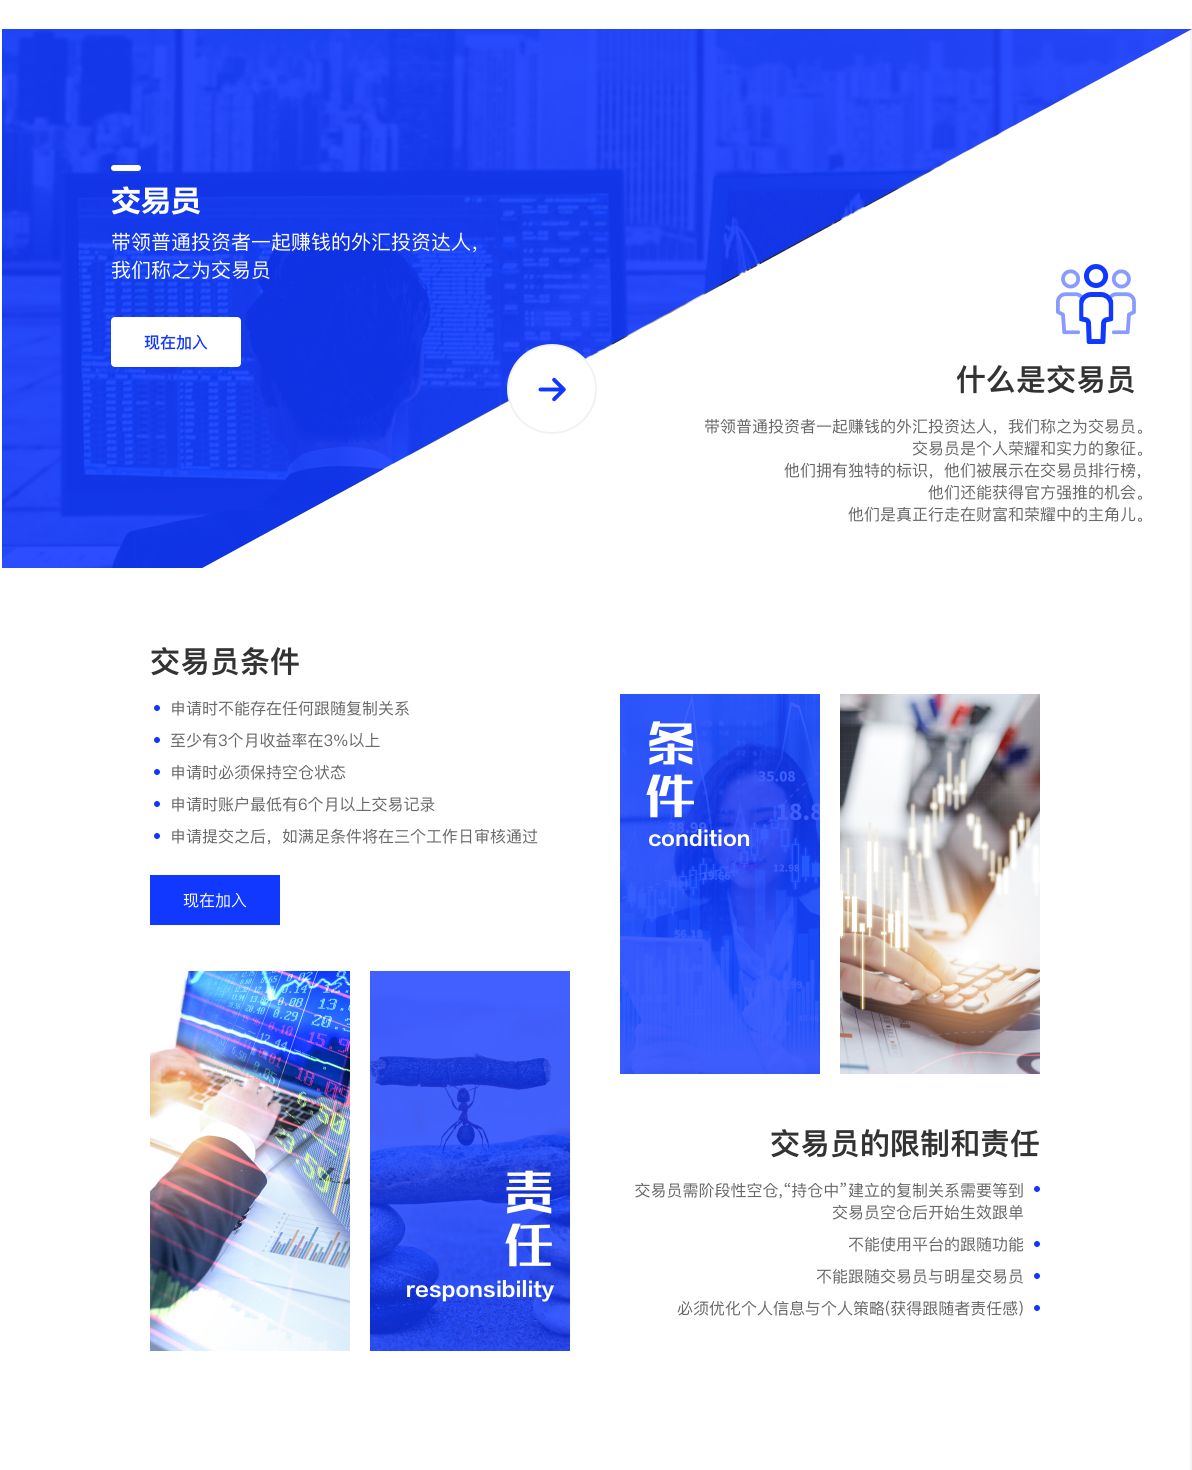 交易员
带领普通投资者一起赚钱的外汇投资达人，
我们称之为交易员
现在加入
什么是交易员
带领普通投资者一起赚钱的外汇投资达人，我们称之为交易员。
交易员是个人荣耀和实力的象征。
他们拥有独特的标识，他们被展示在交易员排行榜，
他们还能获得官方强推的机会。
他们是真正行走在财富和荣耀中的主角儿。
交易员条件
申请时不能存在任何跟随复制关系
至少有3个月收益率在3%以上
申请时必须保持空仓状态
申请时账户最低有6个月以上交易记录
申请提交之后，如满足条件将在三个工作日审核通过
现在加入
条
件
condition
35.08
12.98
56.18
责
任
responsibility
交易员的限制和责任
交易员需阶段性空仓,“持仓中”建立的复制关系需要等到
交易员空仓后开始生效跟单
不能使用平台的跟随功能
不能跟随交易员与明星交易员
必须优化个人信息与个人策略(获得跟随者责任感)